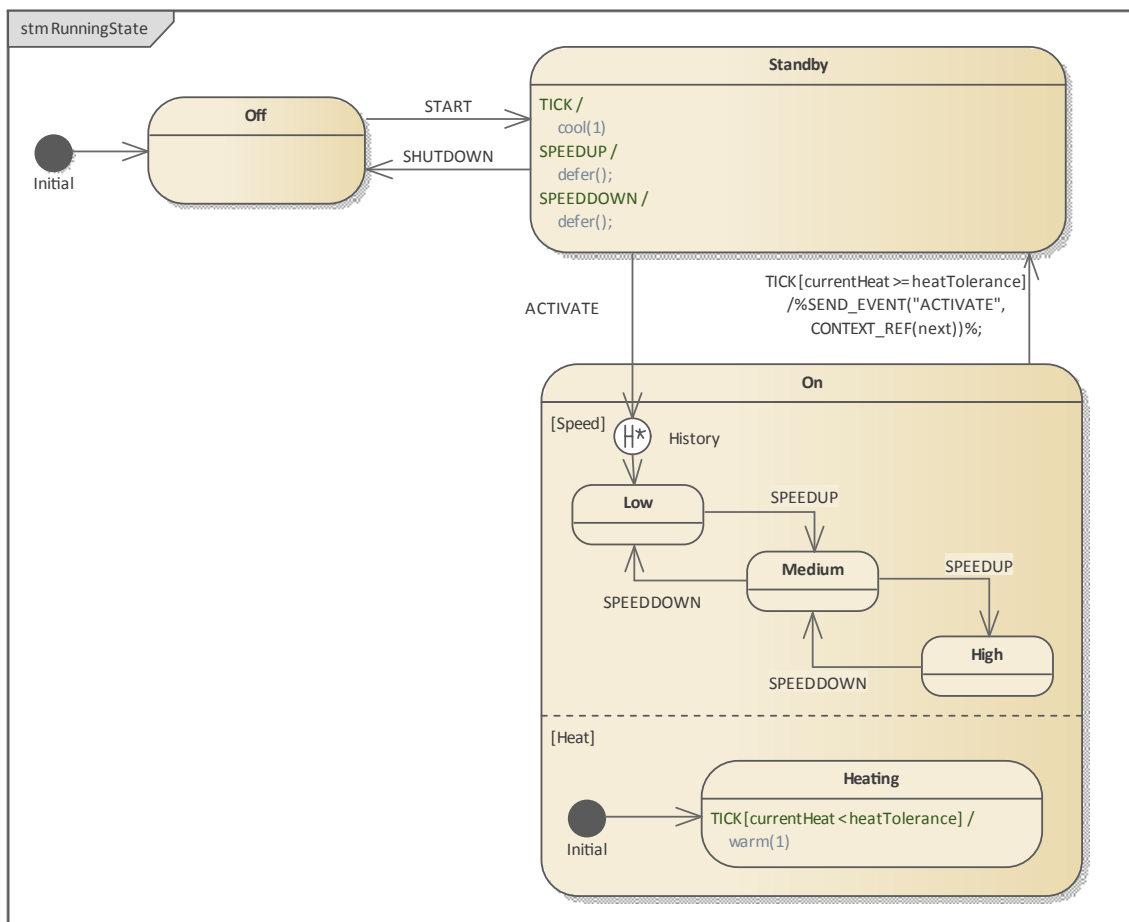 stm RunningState
Standby
Off
START
TICK /
cool(1)
SPEEDUP /
defer();
SPEEDDOWN /
defer();
SHUTDOWN
Initial
ACTIVATE
TICK [currentHeat >= heatTolerance]
/%SEND_EVENT("ACTIVATE",
CONTEXT_REF(next))%;
On
[Speed]
H*
History
Low
SPEEDUP
Medium
SPEEDUP
SPEEDDOWN
High
SPEEDDOWN
[Heat]
Heating
TICK [currentHeat < heatTolerance] /
warm(1)
Initial